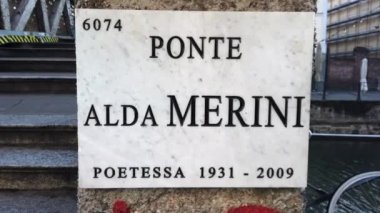 6074
PONTE
ALDA MERINI
POETESSA 1931 - 2009